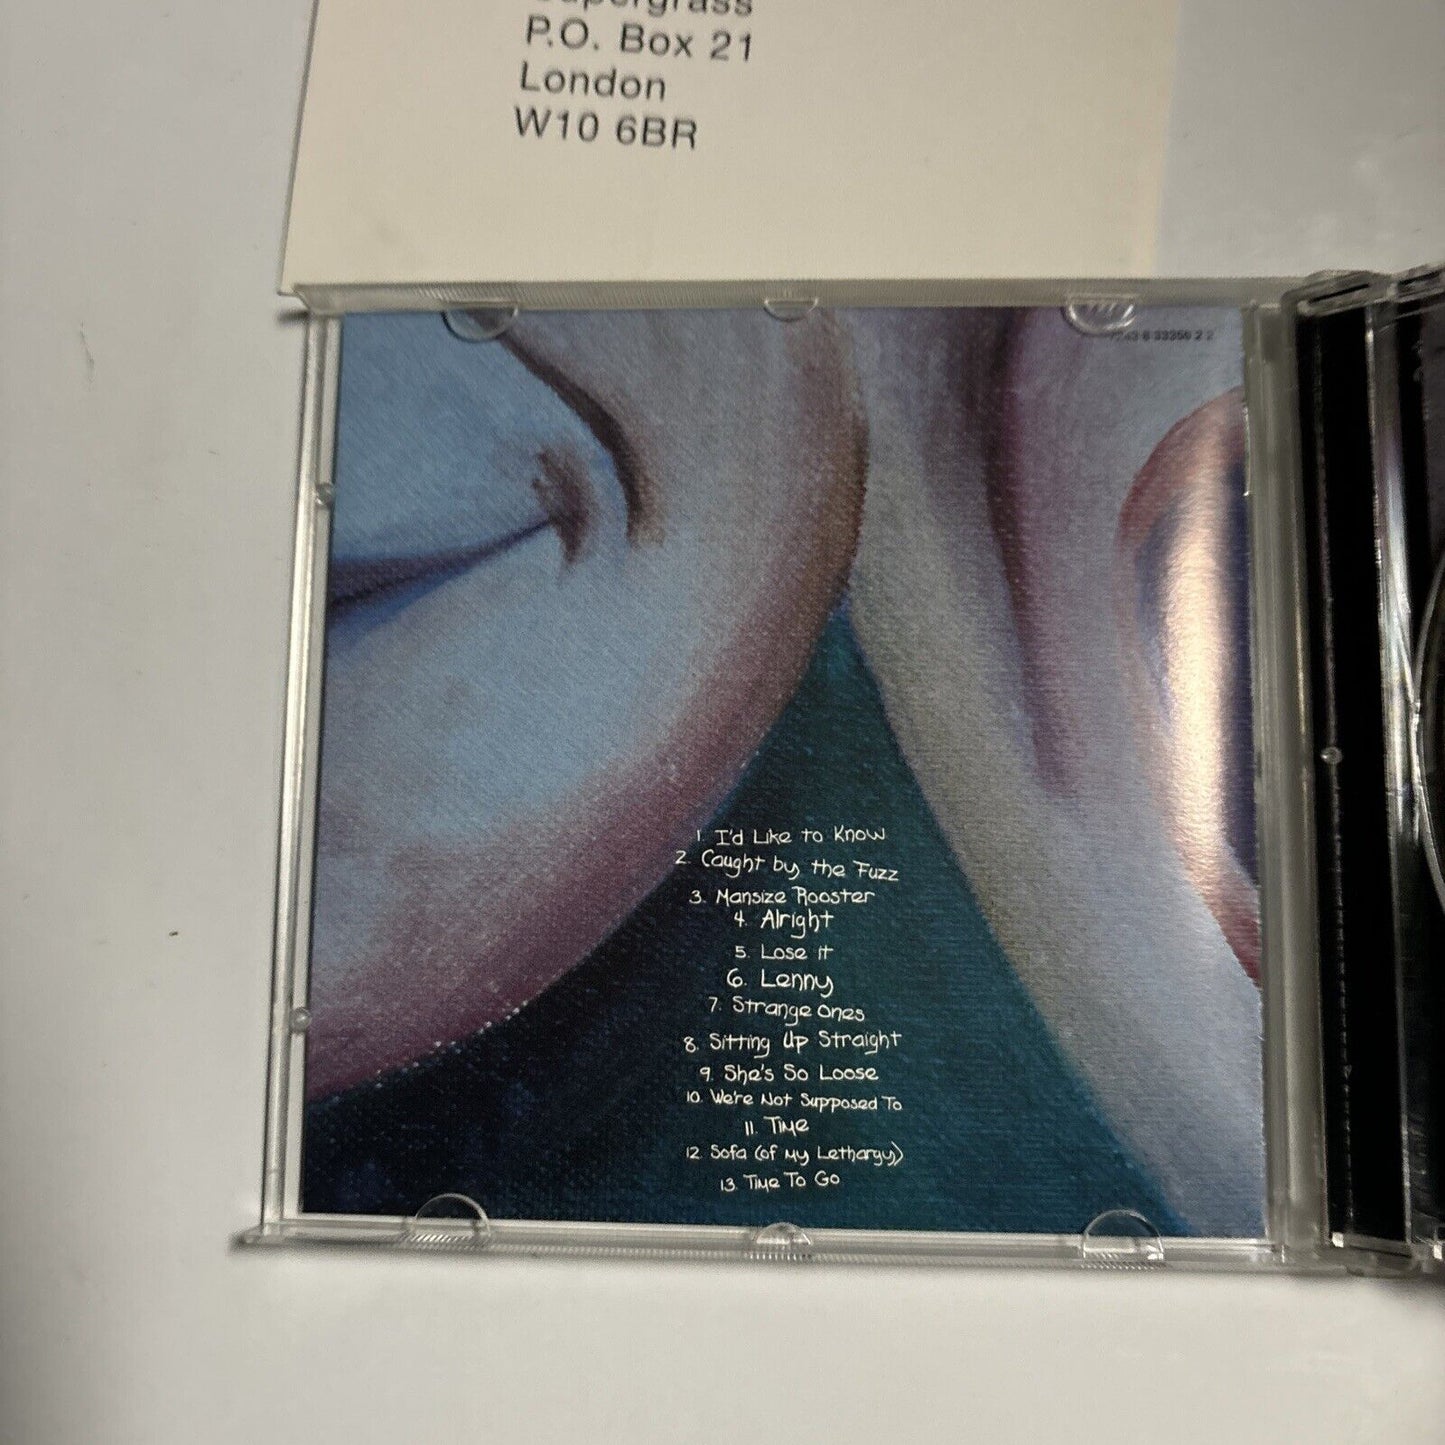 Supergrass
P.O. Box 21
London
W10 6BR
1. I'd Like to Know
2. Caught by the Fuzz
3. Mansize Rooster
4. Alright
5. Lose it
6. Lenny
7. Strange Ones
8. Sitting Up Straight
9. She's So Loose
10. We're Not Supposed To
11. Time
12. Sofa (of My Lethargy)
13. Time To Go